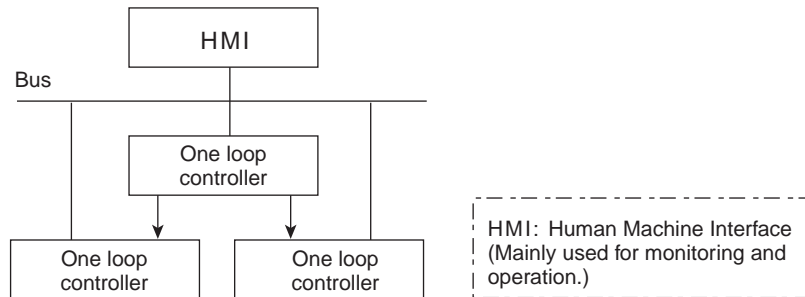 HMI
Bus
One loop
controller
One loop
controller
One loop
controller
HMI: Human Machine Interface
(Mainly used for monitoring and
operation.)